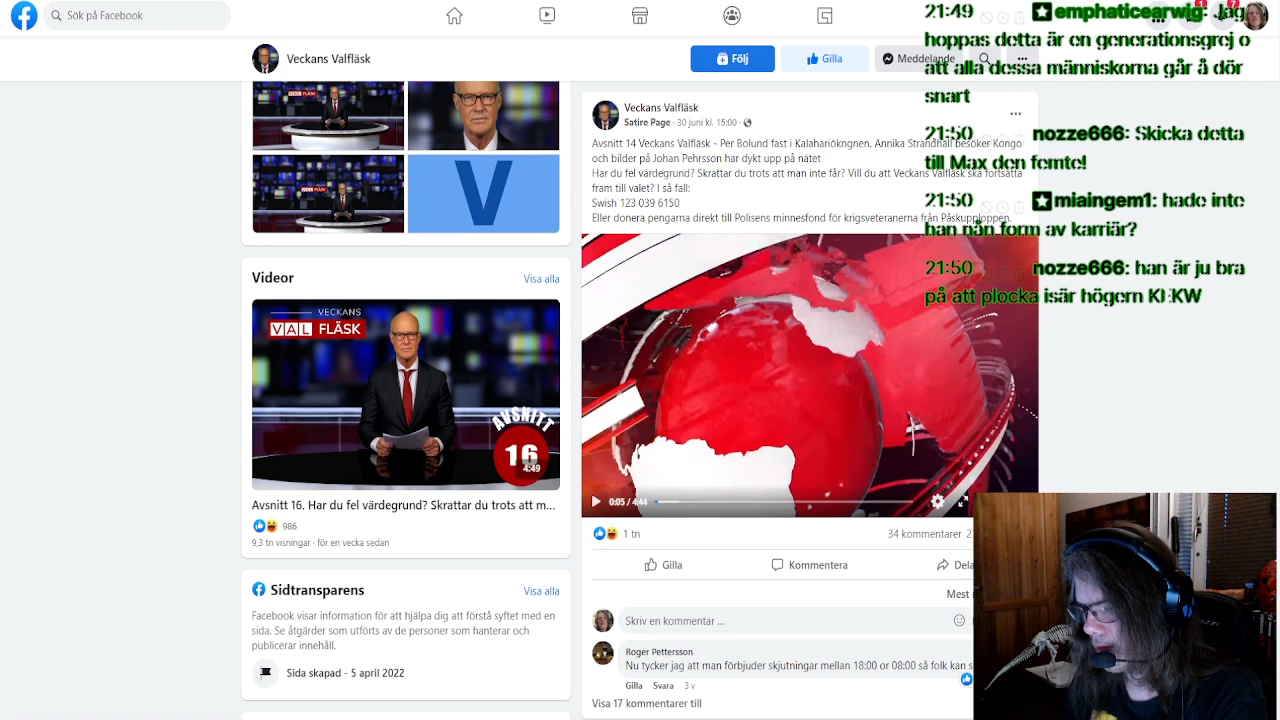 Sök på Facebook
Veckans Valfläsk
Följ
Gilla
Meddelande
VAL FLÄSK
V
Videor
Visa alla
VECKANS
VAL FLÄSK
AVSNITT
16
4:49
Avsnitt 16. Har du fel värdegrund? Skrattar du trots att m...
986
9,3 tn visningar · för en vecka sedan
Sidtransparens
Visa alla
Facebook visar information för att hjälpa dig att förstå syftet med en
sida. Se åtgärder som utförts av de personer som hanterar och
publicerar innehåll.
Sida skapad - 5 april 2022
Veckans Valfläsk
Satire Page · 30 juni kl. 15:00 ·
Avsnitt 14 Veckans Valfläsk - Per Bolund fast i Kalahariökngnen. Annika Strandhäll besöker Kongo
och bilder på Johan Pehrsson har dykt upp på nätet
Har du fel värdegrund? Skrattar du trots att man inte får? Vill du att Veckans Valfläsk ska fortsätta
fram till valet? I så fall:
Swish 123 039 6150
Eller donera pengarna direkt till Polisens minnesfond för krigsveteranerna från Påskupploppen.
0:05 / 4:44
1 tn
34 kommentarer
Gilla
Kommentera
Dela
Mest
Skriv en kommentar ...
Roger Pettersson
Nu tycker jag att man förbjuder skjutningar mellan 18:00 or 08:00 så folk kan s
Gilla Svara 3 v
Visa 17 kommentarer till
21:49 emphaticearwig: Jag
hoppas detta är en generationsgrej o
att alla dessa människorna går å dör
snart
21:50 nozze666: Skicka detta
till Max den femte!
21:50 miaingem1: hade inte
han nån form av karriär?
21:50 nozze666: han är ju bra
på att plocka isär högern KI KW